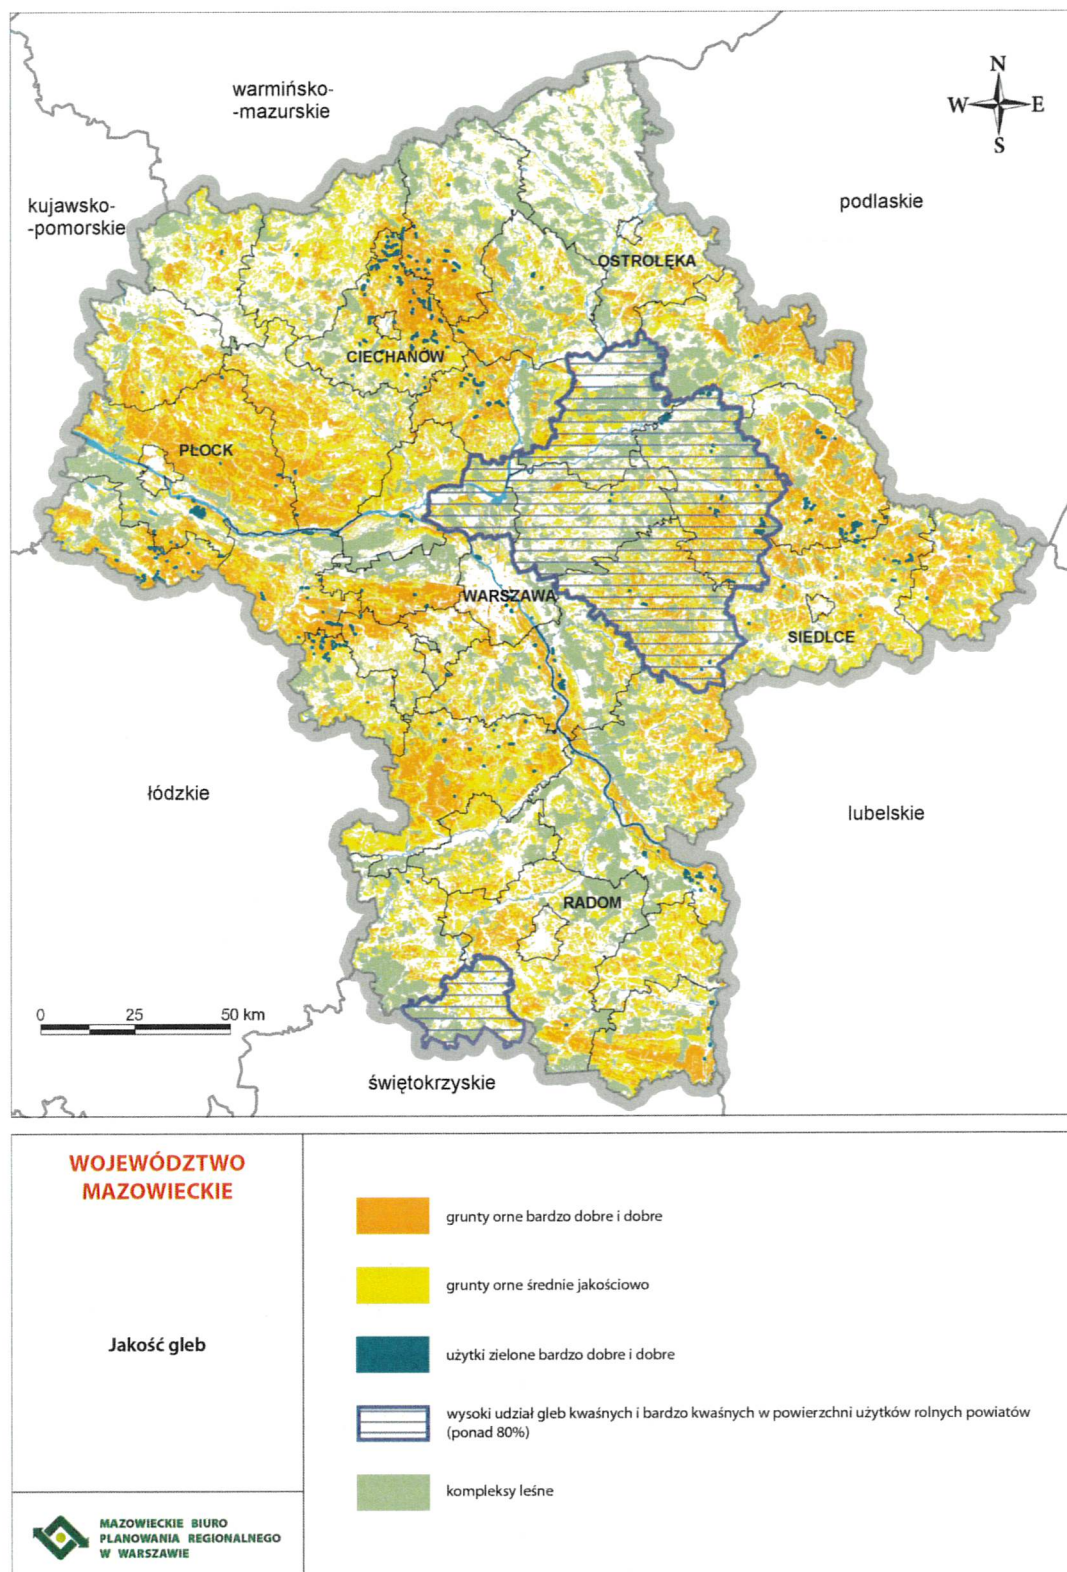 warmińsko-
-mazurskie
N
W
E
S
kujawsko-
-pomorskie
podlaskie
OSTROŁĘKA
CIECHANÓW
PŁOCK
WARSZAWA
SIEDLCE
łódzkie
lubelskie
RADOM
0 25 50 km
świętokrzyskie
WOJEWÓDZTWO
MAZOWIECKIE
Jakość gleb
MAZOWIECKIE BIURO
PLANOWANIA REGIONALNEGO
W WARSZAWIE
grunty orne bardzo dobre i dobre
grunty orne średnie jakościowo
użytki zielone bardzo dobre i dobre
wysoki udział gleb kwaśnych i bardzo kwaśnych w powierzchni użytków rolnych powiatów
(ponad 80%)
kompleksy leśne